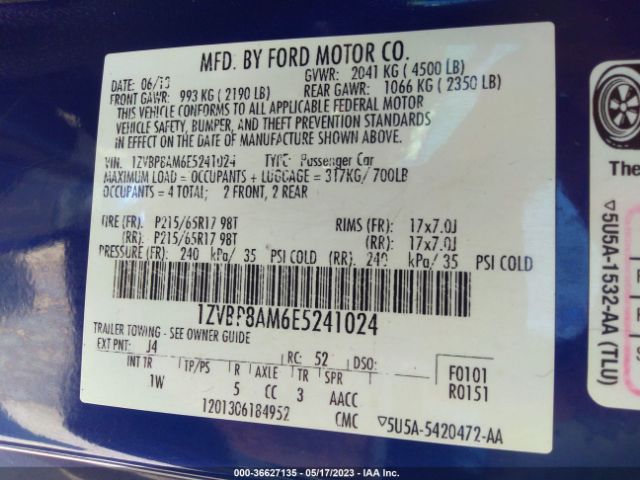 MFD. BY FORD MOTOR CO.
DATE: 06/13 GVWR: 2041 KG ( 4500 LB)
FRONT GAWR: 993 KG ( 2190 LB) REAR GAWR: 1066 KG ( 2350 LB)
THIS VEHICLE CONFORMS TO ALL APPLICABLE FEDERAL MOTOR
VEHICLE SAFETY, BUMPER, AND THEFT PREVENTION STANDARDS
IN EFFECT ON THE DATE OF MANUFACTURE SHOWN ABOVE.
VIN: 1ZVBP8AM6E5241024 TYPE: Passenger Car
MAXIMUM LOAD = OCCUPANTS + LUGGAGE = 317KG/ 700LB
OCCUPANTS = 4 TOTAL; 2 FRONT, 2 REAR
TIRE (FR): P215/65R17 98T RIMS (FR): 17x7.0J
(RR): P215/65R17 98T (RR): 17x7.0J
PRESSURE (FR): 240 kPa/ 35 PSI COLD (RR): 240 kPa/ 35 PSI COLD
1ZVBP8AM6E5241024
TRAILER TOWING - SEE OWNER GUIDE
EXT PNT: J4 RC: 52 DSO: F0101
INT TR TP/PS R AXLE TR SPR R0151
1W 5 CC 3 AACC
1201306184952 CMC ▽5U5A-5420472-AA
The
▽5U5A-1532-AA (TLU)
000-36627135 - 05/17/2023 - IAA Inc.